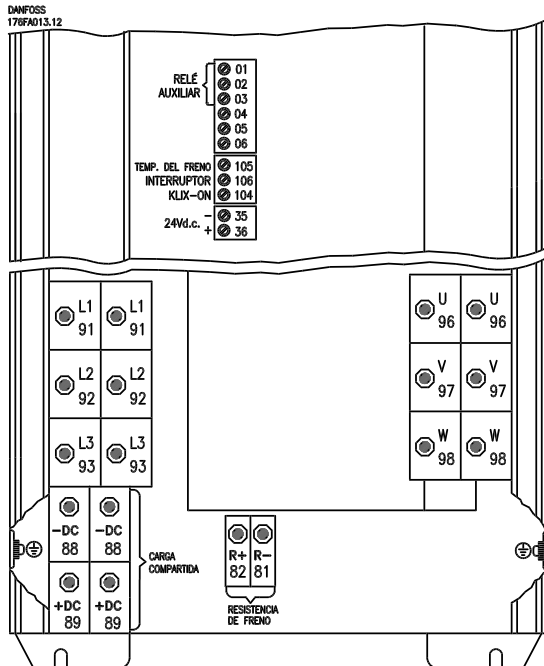 DANFOSS
176FA013.12
RELÉ
AUXILIAR
01
02
03
04
05
06
TEMP. DEL FRENO 105
INTERRUPTOR 106
KLIX-ON 104
24Vd.c.
- 35
+ 36
L1 L1
91 91
L2 L2
92 92
L3 L3
93 93
U U
96 96
V V
97 97
W W
98 98
-DC -DC
88 88
+DC +DC
89 89
CARGA
COMPARTIDA
R+ R-
82 81
RESISTENCIA
DE FRENO